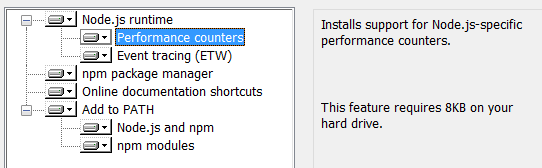 Node.js runtime
Performance counters
Event tracing (ETW)
npm package manager
Online documentation shortcuts
Add to PATH
Node.js and npm
npm modules
Installs support for Node.js-specific
performance counters.
This feature requires 8KB on your
hard drive.